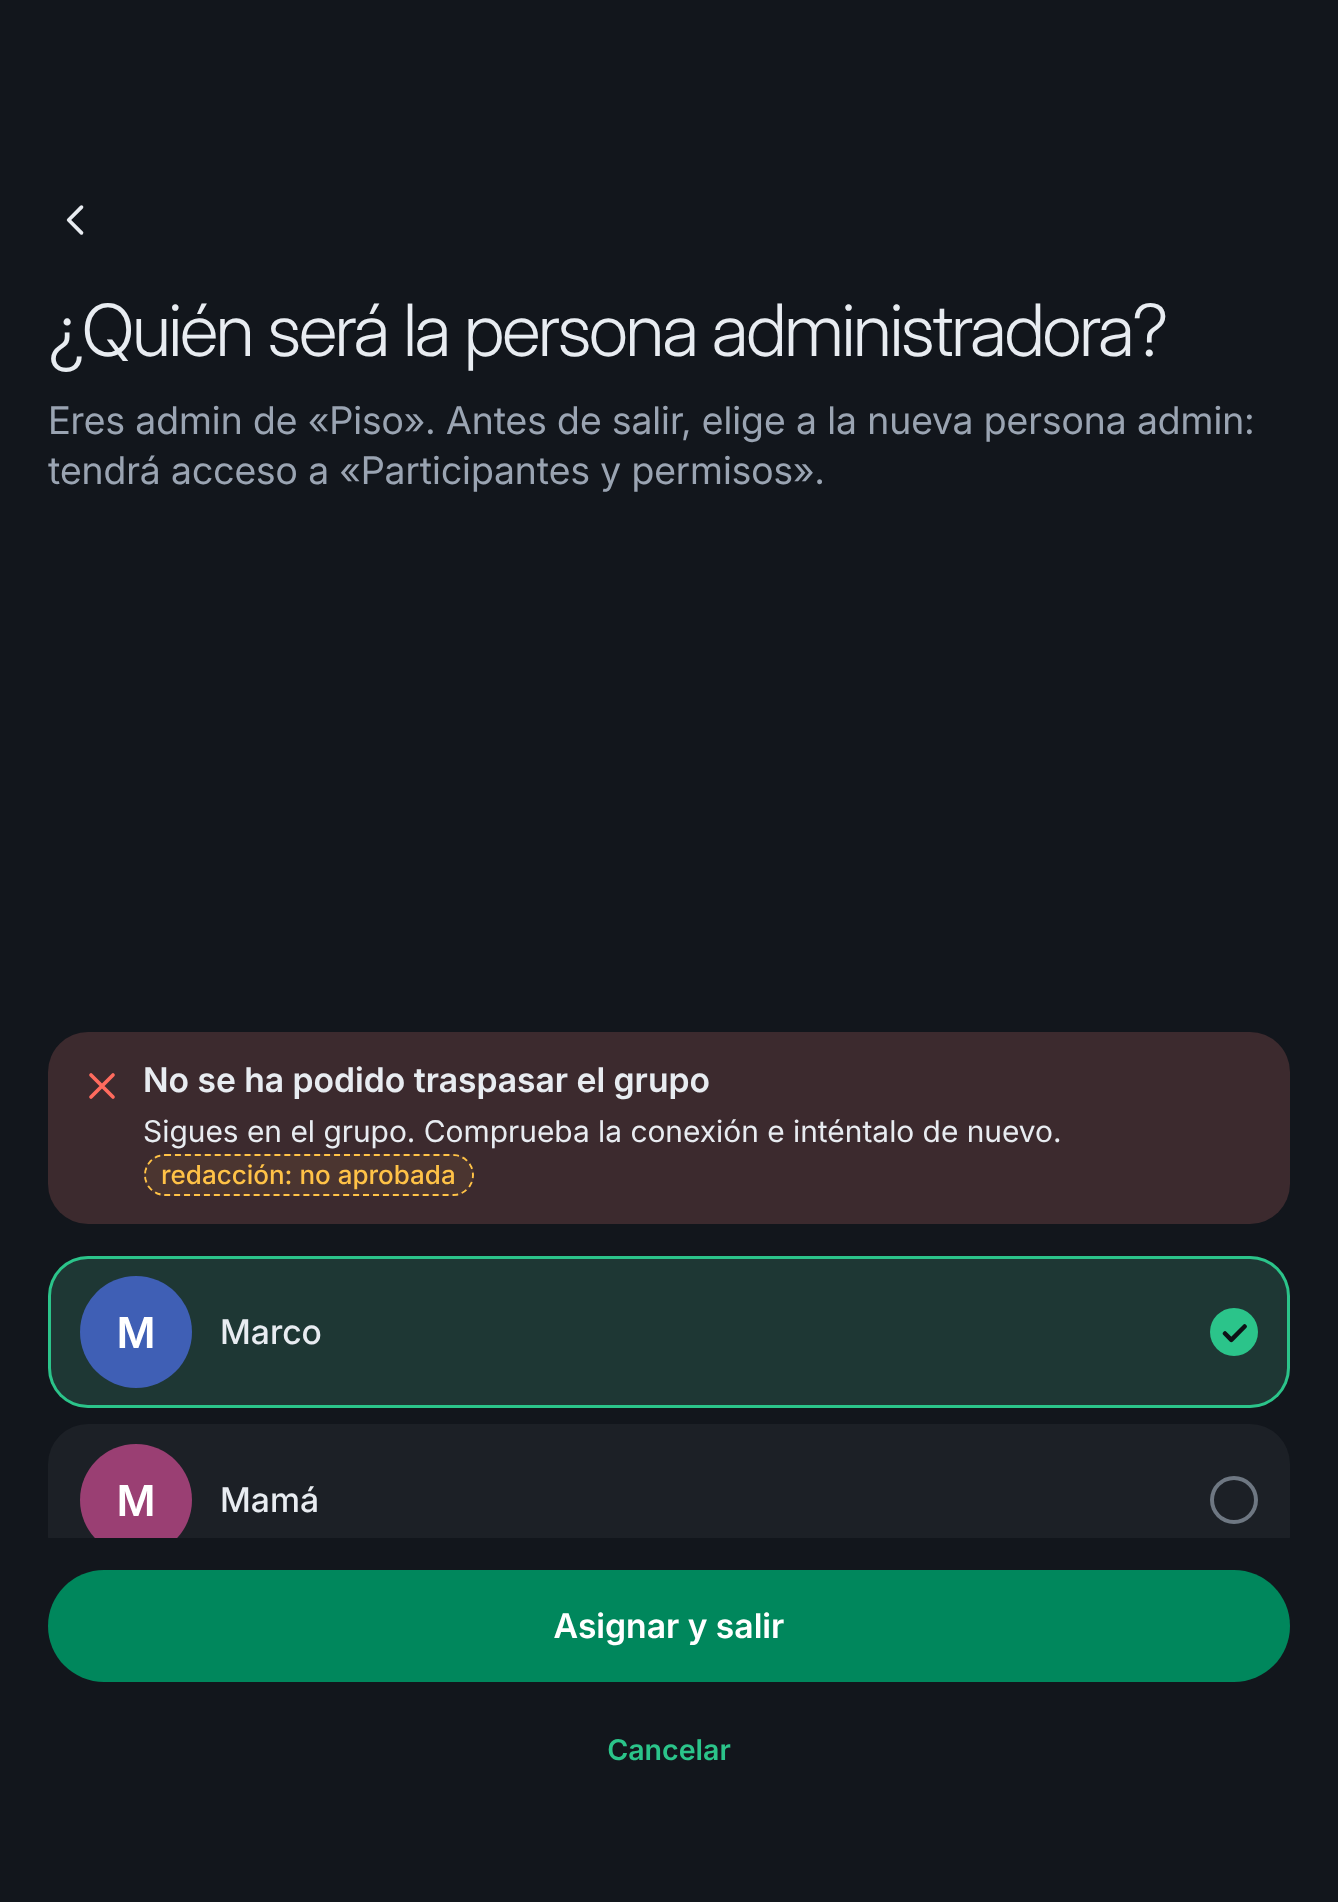 ¿Quién será la persona administradora?
Eres admin de «Piso». Antes de salir, elige a la nueva persona admin:
tendrá acceso a «Participantes y permisos».
No se ha podido traspasar el grupo
Sigues en el grupo. Comprueba la conexión e inténtalo de nuevo.
redacción: no aprobada
M Marco
M Mamá
Asignar y salir
Cancelar